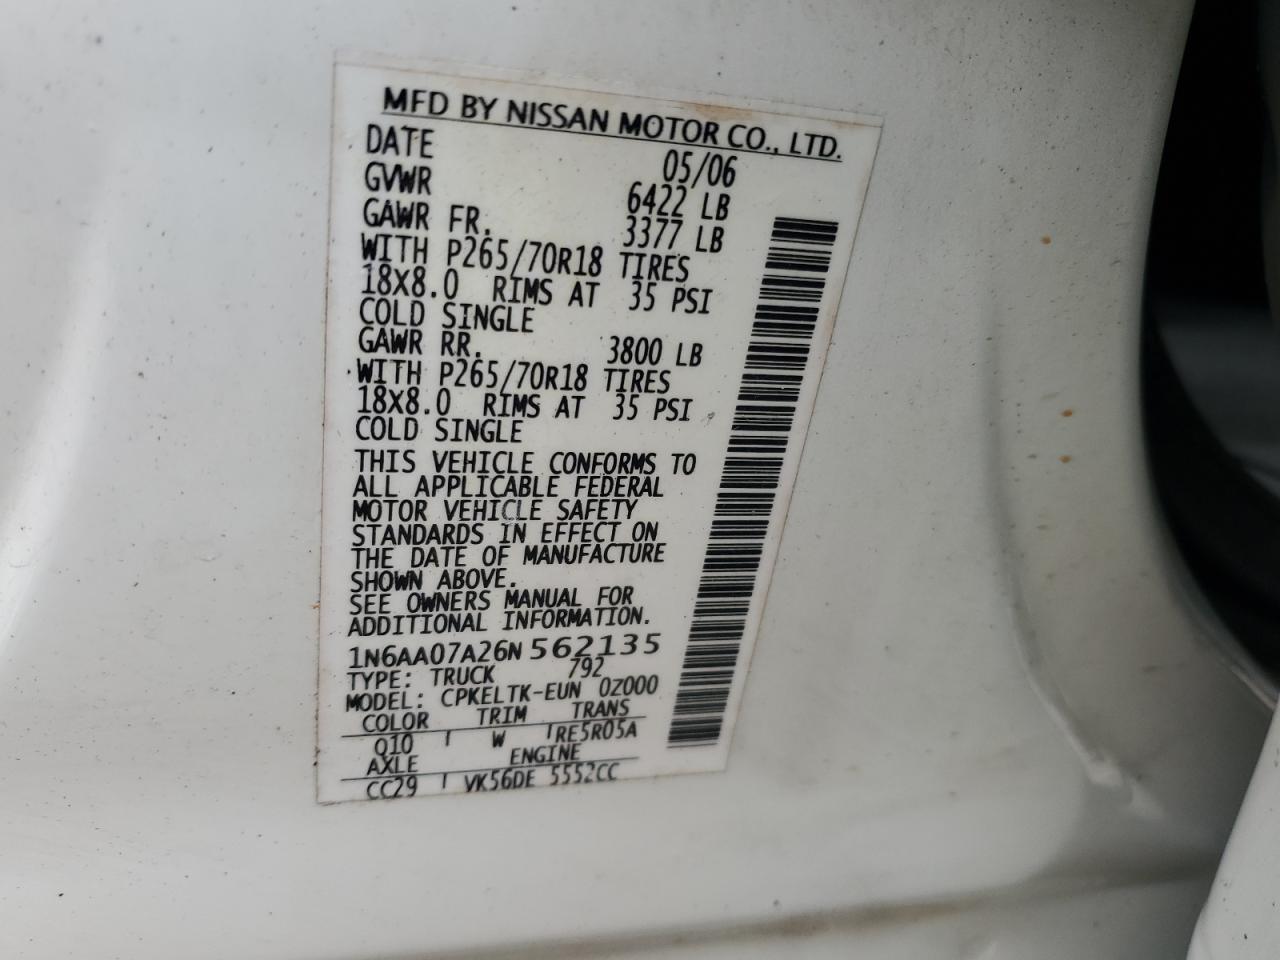 MFD BY NISSAN MOTOR CO., LTD.
DATE 05/06
GVWR 6422 LB
GAWR FR. 3377 LB
WITH P265/70R18 TIRES
18X8.0 RIMS AT 35 PSI
COLD SINGLE
GAWR RR. 3800 LB
WITH P265/70R18 TIRES
18X8.0 RIMS AT 35 PSI
COLD SINGLE
THIS VEHICLE CONFORMS TO
ALL APPLICABLE FEDERAL
MOTOR VEHICLE SAFETY
STANDARDS IN EFFECT ON
THE DATE OF MANUFACTURE
SHOWN ABOVE.
SEE OWNERS MANUAL FOR
ADDITIONAL INFORMATION.
1N6AA07A26N562135
TYPE: TRUCK 792
MODEL: CPKELTK-EUN 0Z000
COLOR TRIM TRANS
Q10 W RE5R05A
AXLE ENGINE
CC29 VK56DE 5552CC